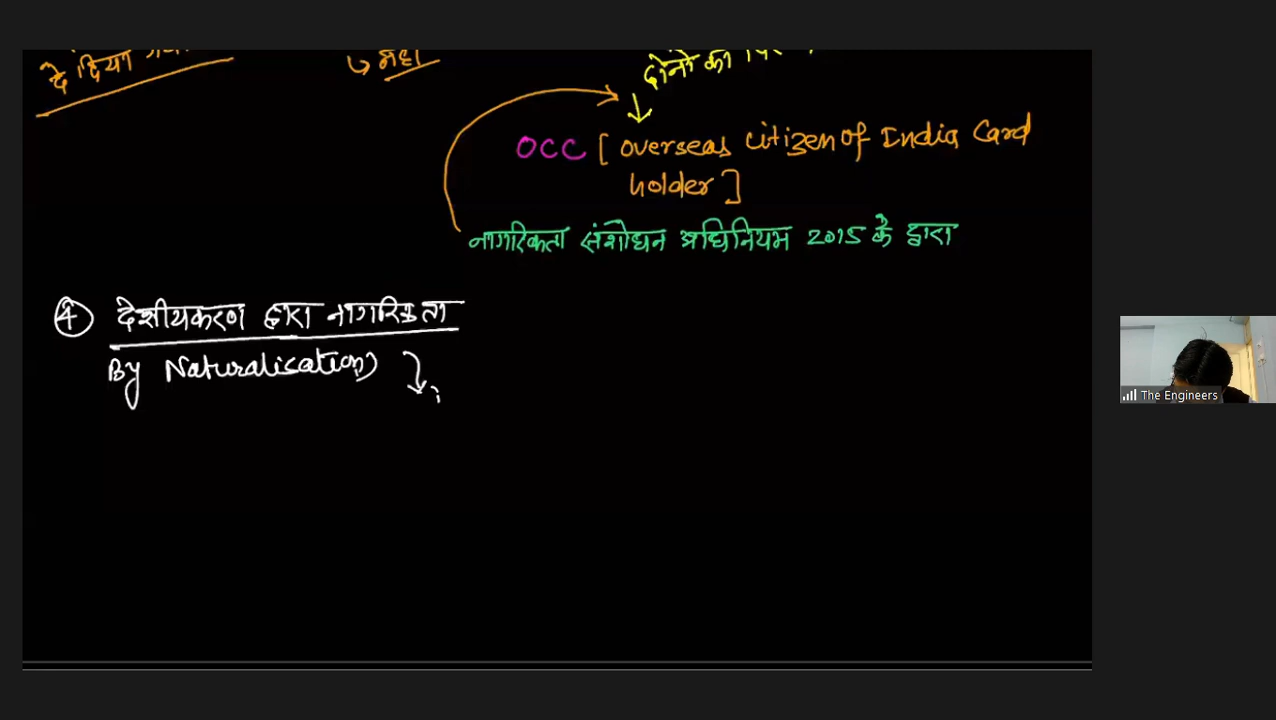 दे दिया
दोनों को
OCC [ overseas citizen of India Card
holder ]
नागरिकता संशोधन अधिनियम 2015 के द्वारा
④ देशीयकरण द्वारा नागरिकता
By Naturalisation)
The Engineers